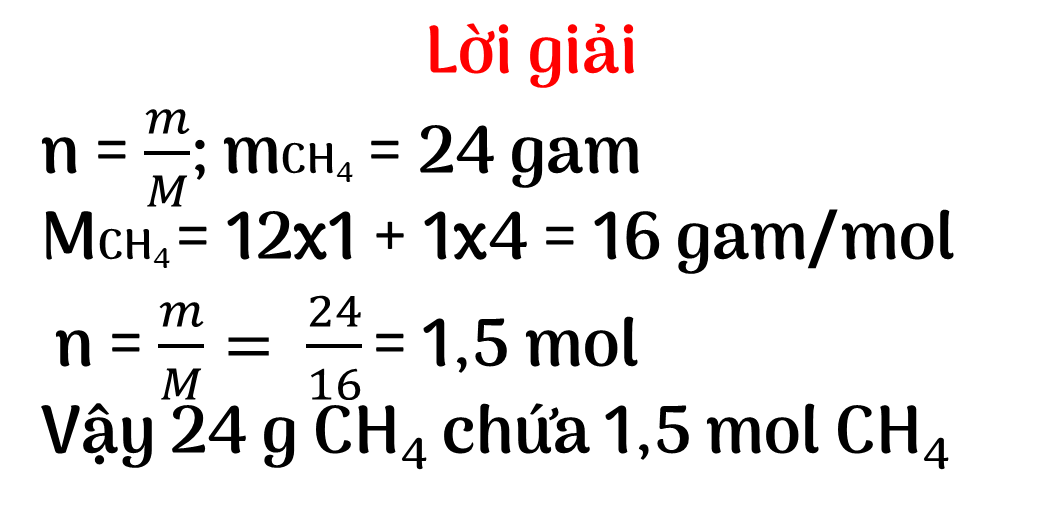 Lời giải
n = m/M; mCH₄ = 24 gam
MCH₄ = 12x1 + 1x4 = 16 gam/mol
n = m/M = 24/16 = 1,5 mol
Vậy 24 g CH₄ chứa 1,5 mol CH₄